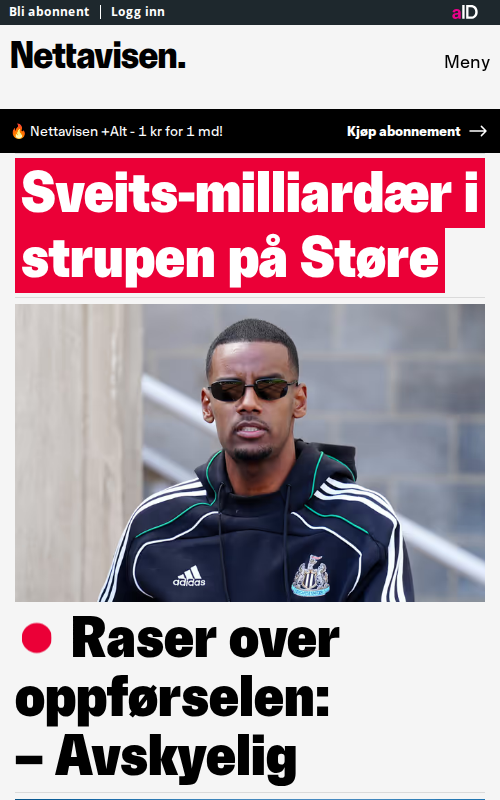 Bli abonnent | Logg inn
aID
Nettavisen.
Meny
🔥 Nettavisen +Alt - 1 kr for 1 md!
Kjøp abonnement →
Sveits-milliardær i
strupen på Støre
adidas
Raser over
oppførselen:
– Avskyelig